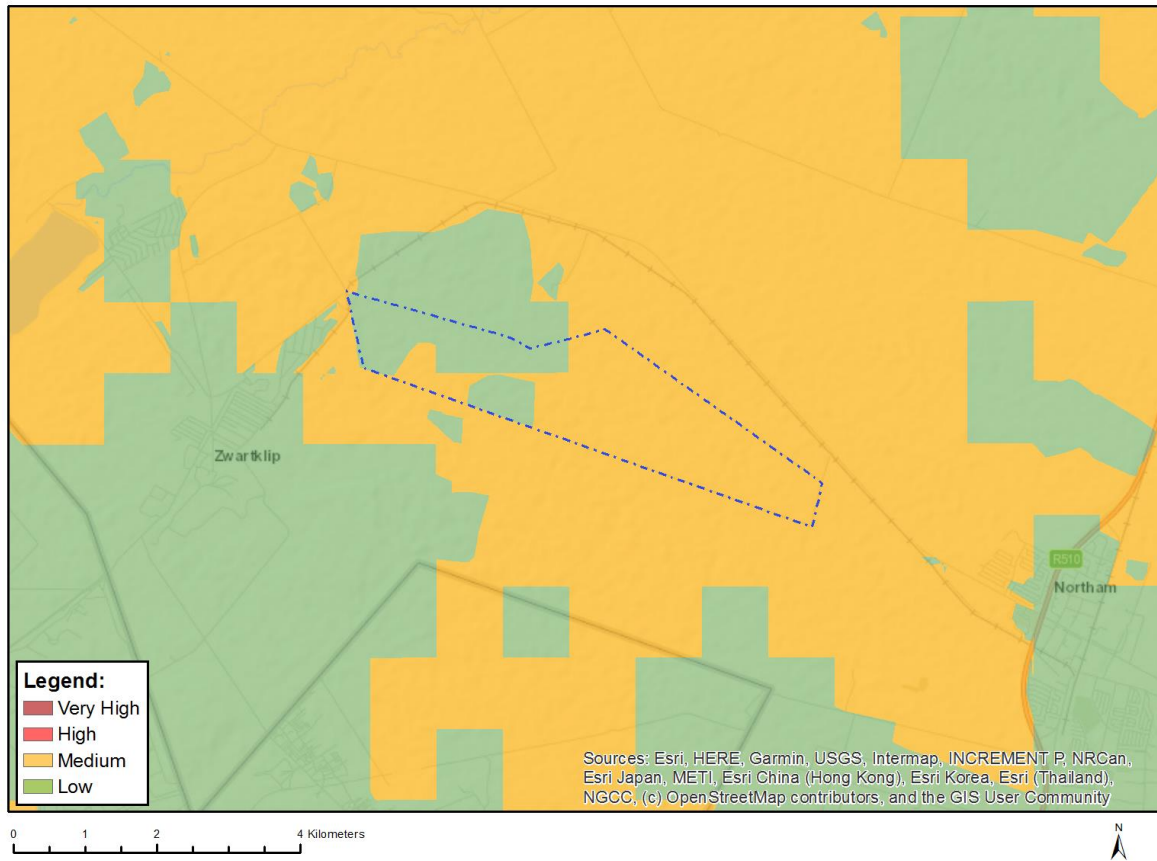 Zwartklip
R510
Northam
Legend:
Very High
High
Medium
Low
Sources: Esri, HERE, Garmin, USGS, Intermap, INCREMENT P, NRCan,
Esri Japan, METI, Esri China (Hong Kong), Esri Korea, Esri (Thailand),
NGCC, (c) OpenStreetMap contributors, and the GIS User Community
0 1 2 4 Kilometers
N